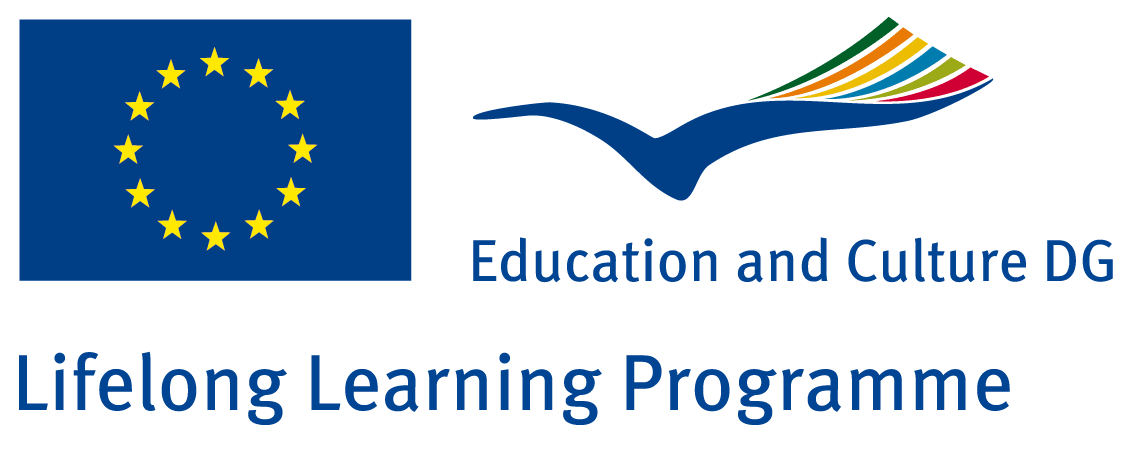 Education and Culture DG
Lifelong Learning Programme